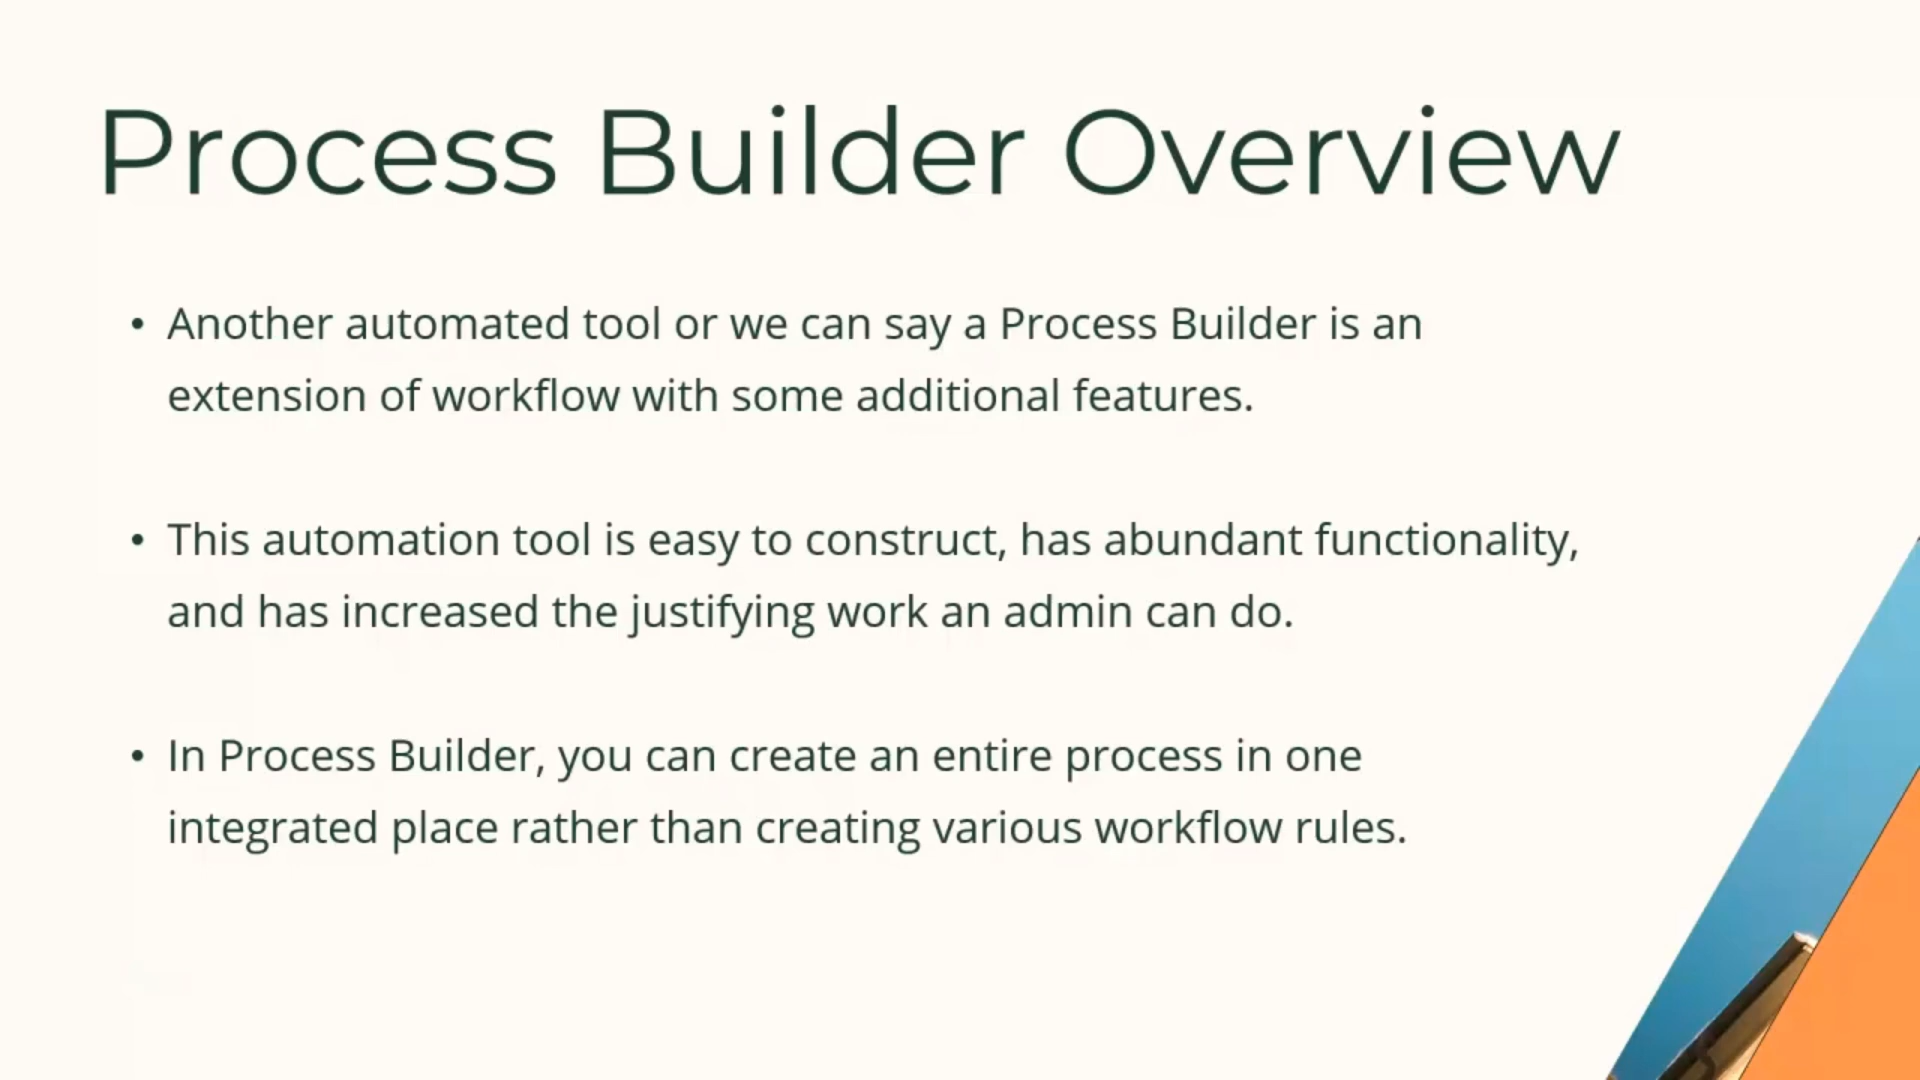 Process Builder Overview
• Another automated tool or we can say a Process Builder is an
extension of workflow with some additional features.
• This automation tool is easy to construct, has abundant functionality,
and has increased the justifying work an admin can do.
• In Process Builder, you can create an entire process in one
integrated place rather than creating various workflow rules.